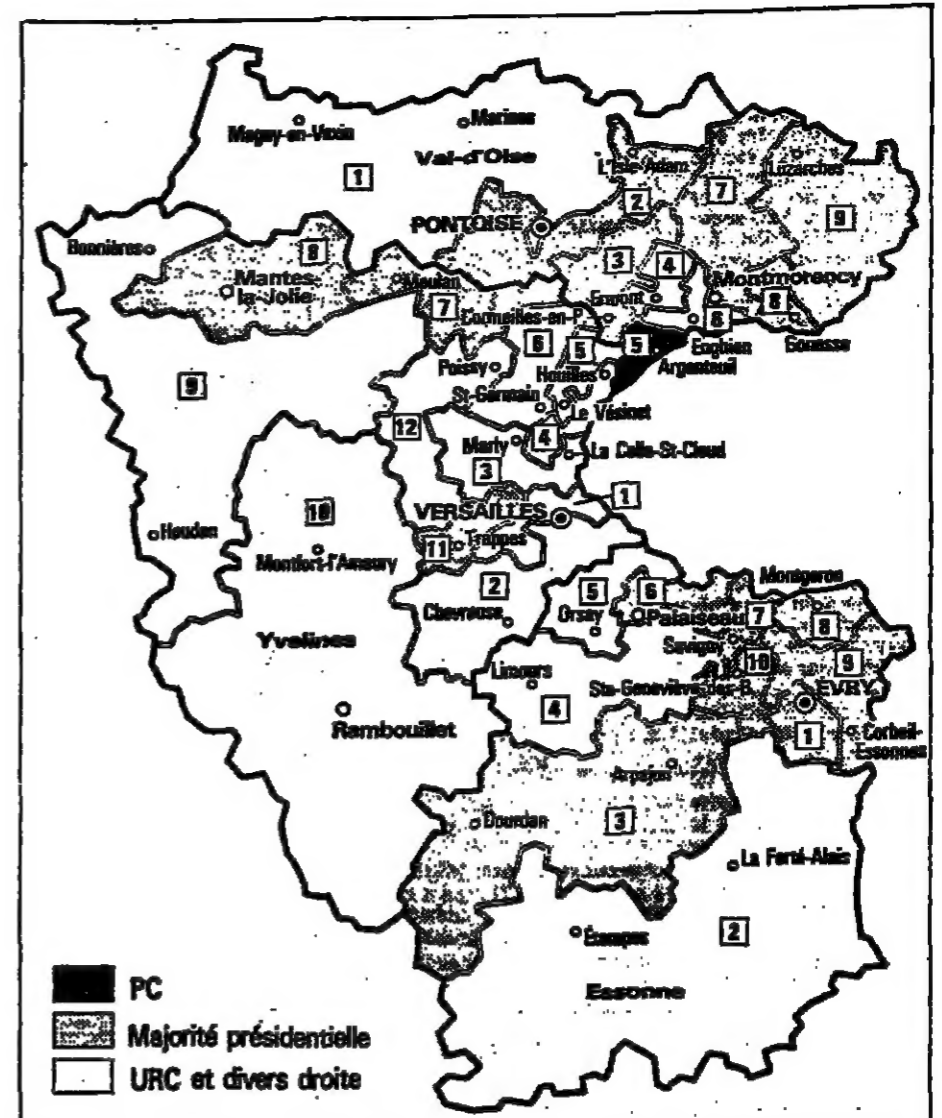 Magny-en-Vexin
Marines
Val-d'Oise
1
L'Isle-Adam
2
7
Luzarches
9
PONTOISE
Bonnières
8
Mantes-
la-Jolie
Meulan
3
4
Montmorency
Ermont
8
6
7
Cormeilles-en-P.
6
5
5
Enghien
Gonesse
Argenteuil
Poissy
Houilles
9
St-Germain
Le Vésinet
12
Marly
4
La Celle-St-Cloud
3
1
VERSAILLES
10
Houdan
11
Trappes
Montfort-l'Amaury
2
5
6
Montgeron
Chevreuse
Orsay
Palaiseau
7
8
Yvelines
Savigny
10
9
Limours
Ste-Geneviève-des-B.
EVRY
4
1
Corbeil-
Essonnes
Rambouillet
Arpajon
Dourdan
3
La Ferté-Alais
Étampes
2
Essonne
PC
Majorité présidentielle
URC et divers droite